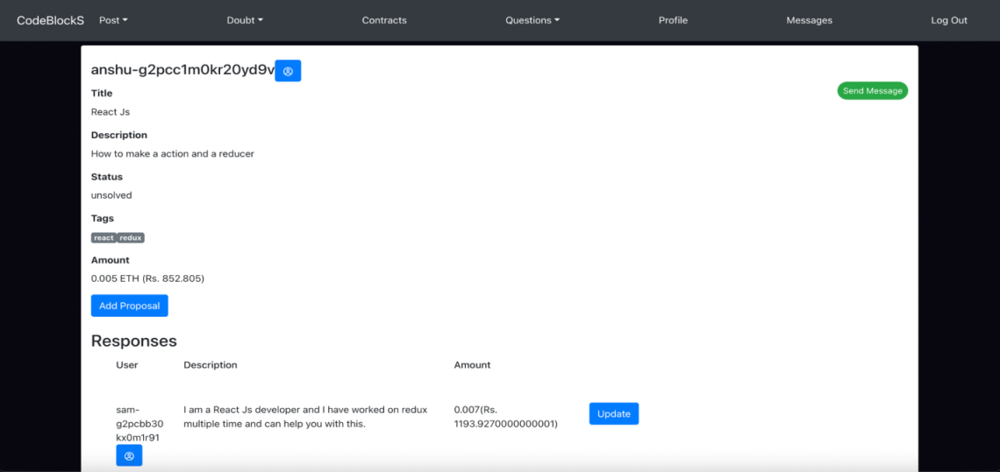 CodeBlockS Post Doubt Contracts Questions Profile Messages Log Out
anshu-g2pcc1m0kr20yd9v
Title
Send Message
React Js
Description
How to make a action and a reducer
Status
unsolved
Tags
react redux
Amount
0.005 ETH (Rs. 852.805)
Add Proposal
Responses
User Description Amount
sam- I am a React Js developer and I have worked on redux 0.007(Rs.
Update
g2pcbb30 multiple time and can help you with this. 1193.9270000000001)
kx0m1r91